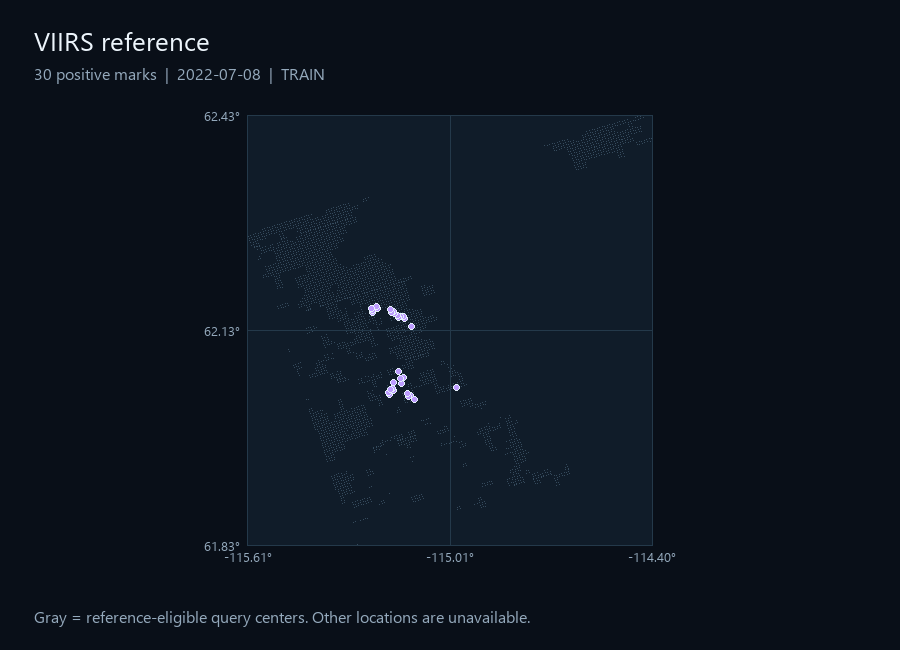 VIIRS reference
30 positive marks | 2022-07-08 | TRAIN
62.43°
62.13°
61.83°
-115.61° -115.01° -114.40°
Gray = reference-eligible query centers. Other locations are unavailable.